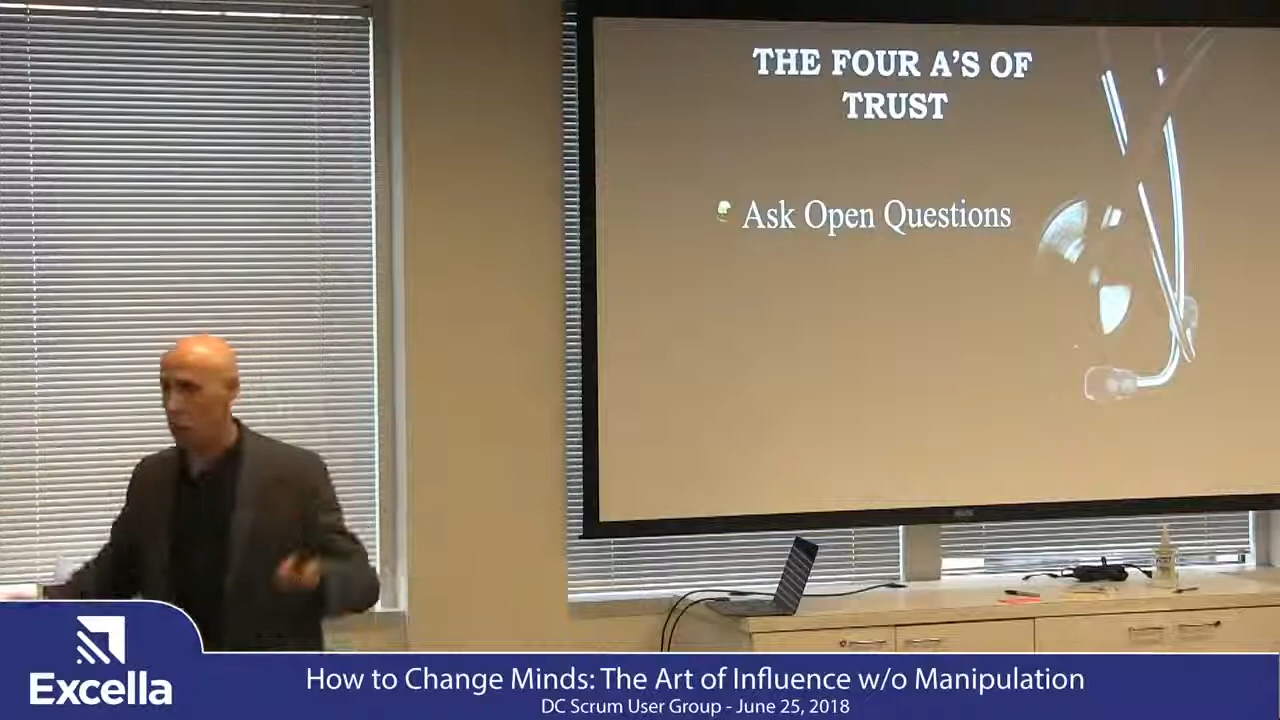 THE FOUR A'S OF
TRUST
Ask Open Questions
Excella
How to Change Minds: The Art of Influence w/o Manipulation
DC Scrum User Group - June 25, 2018